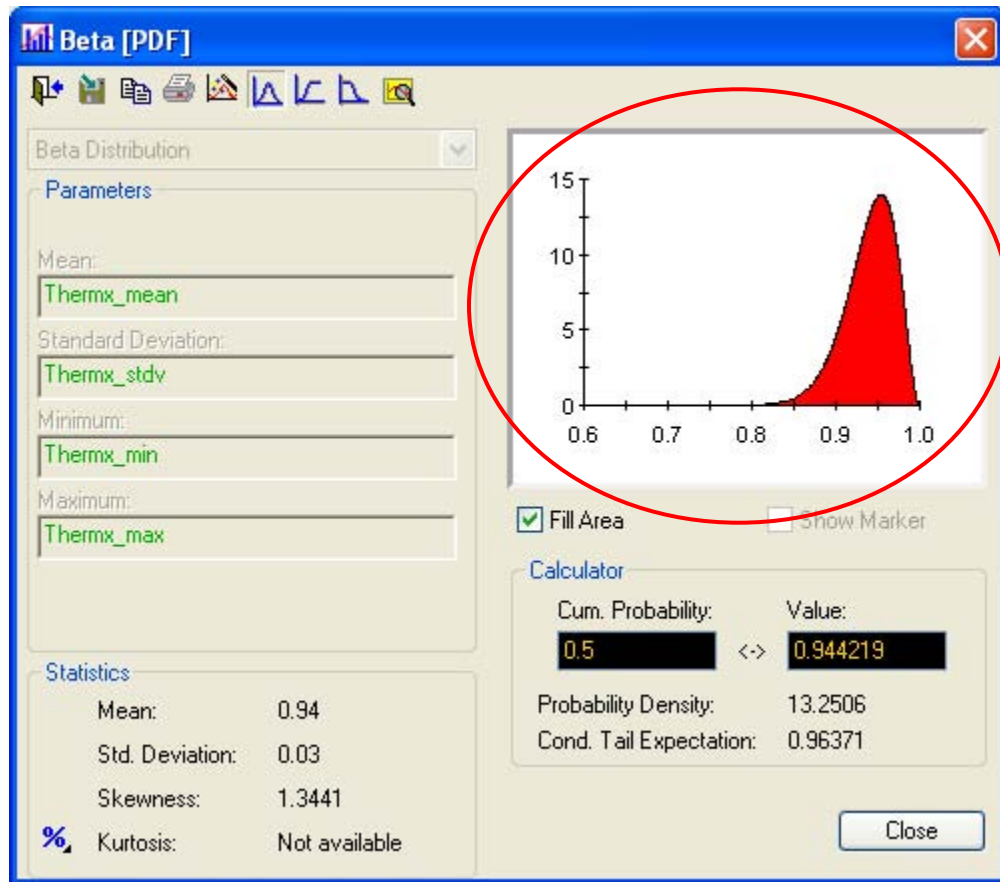 Beta [PDF]
Beta Distribution
Parameters
Mean:
Thermx_mean
Standard Deviation:
Thermx_stdv
Minimum:
Thermx_min
Maximum:
Thermx_max
Statistics
Mean: 0.94
Std. Deviation: 0.03
Skewness: 1.3441
%
Kurtosis: Not available
15
10
5
0
0.6 0.7 0.8 0.9 1.0
Fill Area Show Marker
Calculator
Cum. Probability: Value:
0.5 <-> 0.944219
Probability Density: 13.2506
Cond. Tail Expectation: 0.96371
Close